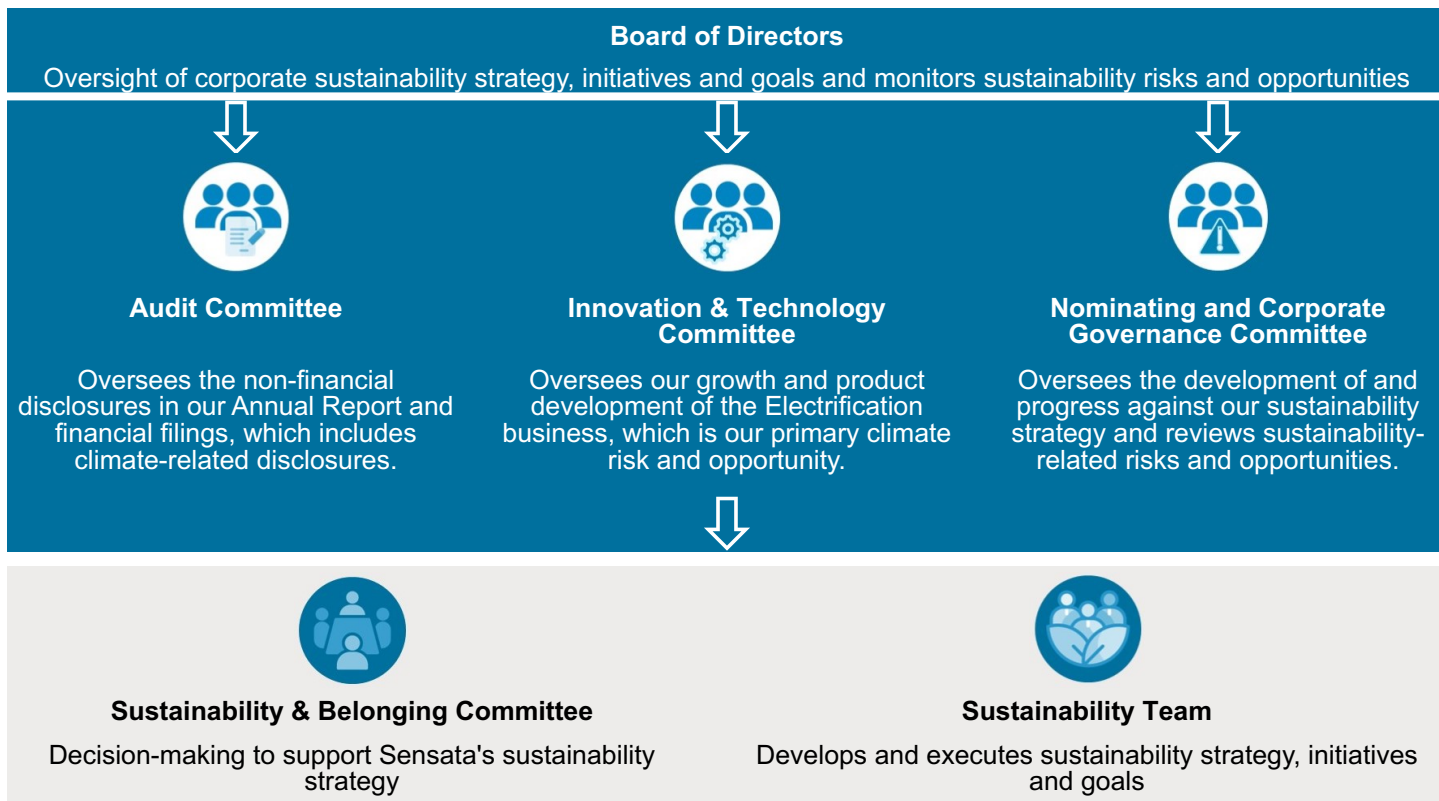 Board of Directors
Oversight of corporate sustainability strategy, initiatives and goals and monitors sustainability risks and opportunities
Audit Committee
Oversees the non-financial
disclosures in our Annual Report and
financial filings, which includes
climate-related disclosures.
Innovation & Technology
Committee
Oversees our growth and product
development of the Electrification
business, which is our primary climate
risk and opportunity.
Nominating and Corporate
Governance Committee
Oversees the development of and
progress against our sustainability
strategy and reviews sustainability-
related risks and opportunities.
Sustainability & Belonging Committee
Decision-making to support Sensata's sustainability
strategy
Sustainability Team
Develops and executes sustainability strategy, initiatives
and goals